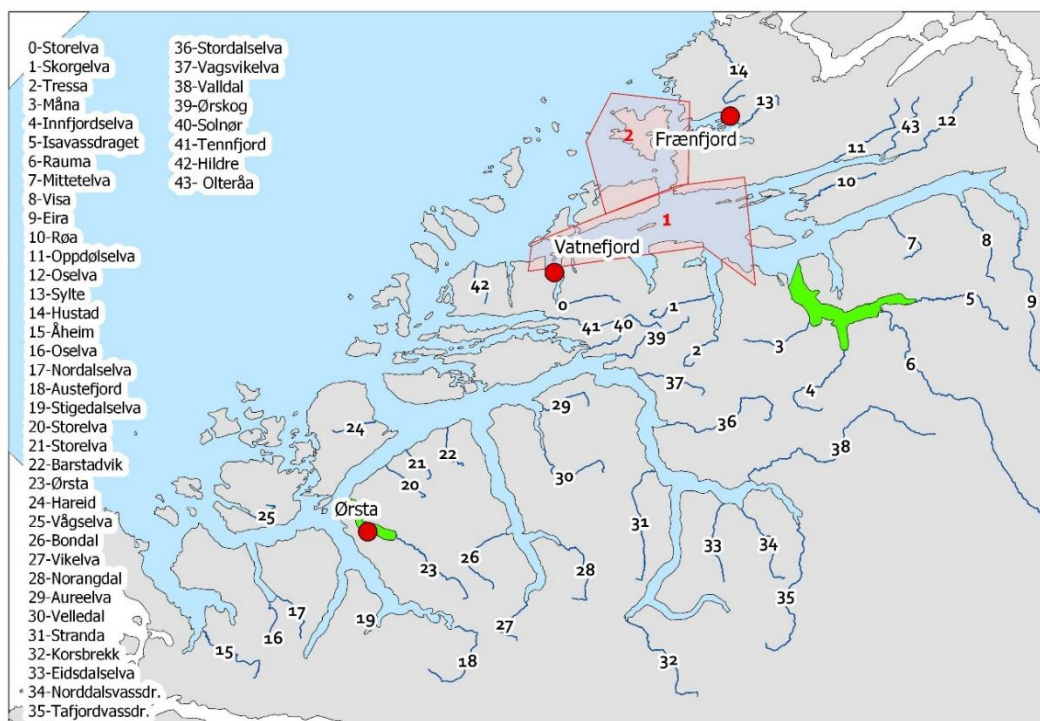 0-Storelva
1-Skorgelva
2-Tressa
3-Måna
4-Innfjordselva
5-Isavassdraget
6-Rauma
7-Mittetelva
8-Visa
9-Eira
10-Røa
11-Oppdølselva
12-Oselva
13-Sylte
14-Hustad
15-Åheim
16-Oselva
17-Nordalselva
18-Austefjord
19-Stigedalselva
20-Storelva
21-Storelva
22-Barstadvik
23-Ørsta
24-Hareid
25-Vågselva
26-Bondal
27-Vikelva
28-Norangdal
29-Aureelva
30-Velledal
31-Stranda
32-Korsbrekk
33-Eidsdalselva
34-Norddalsvassdr.
35-Tafjordvassdr.
36-Stordalselva
37-Vagsvikelva
38-Valldal
39-Ørskog
40-Solnør
41-Tennfjord
42-Hildre
43- Olteråa
14
13
2
Frænfjord
43
12
11
10
1
Vatnefjord
7
8
42
0
1
5
9
41
40
39
2
3
6
37
4
29
36
38
24
22
21
20
30
Ørsta
25
31
26
23
28
33
34
35
17
19
16
27
15
18
32